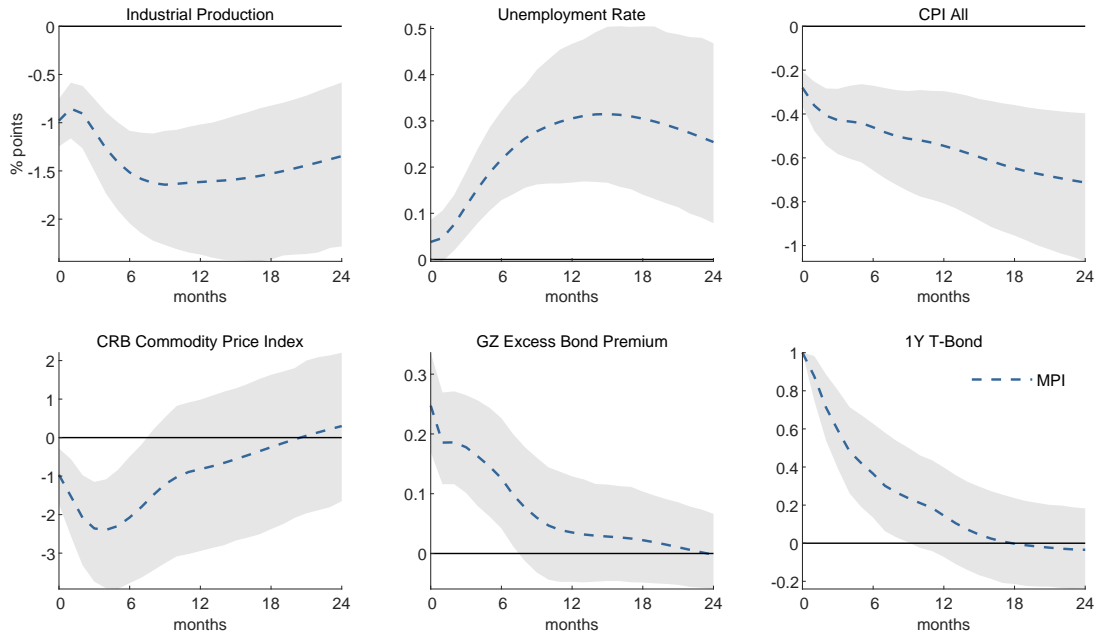 Industrial Production
% points
0
-0.5
-1
-1.5
-2
0 6 12 18 24
months
Unemployment Rate
0.5
0.4
0.3
0.2
0.1
0
0 6 12 18 24
months
CPI All
0
-0.2
-0.4
-0.6
-0.8
-1
0 6 12 18 24
months
CRB Commodity Price Index
2
1
0
-1
-2
-3
0 6 12 18 24
months
GZ Excess Bond Premium
0.3
0.2
0.1
0
0 6 12 18 24
months
1Y T-Bond
1
0.8
0.6
0.4
0.2
0
-0.2
MPI
0 6 12 18 24
months